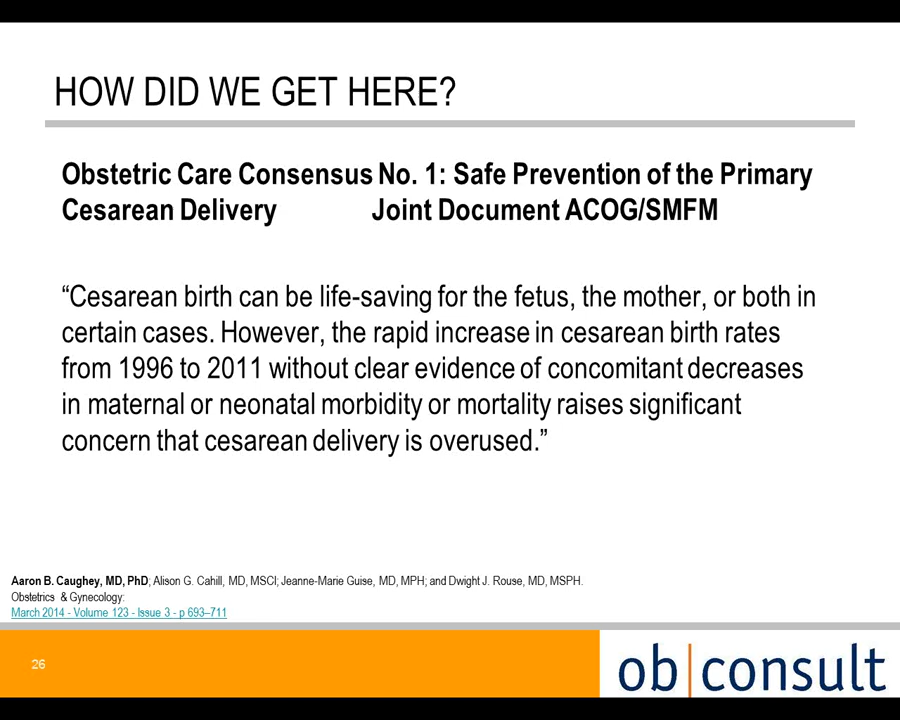 HOW DID WE GET HERE?
Obstetric Care Consensus No. 1: Safe Prevention of the Primary
Cesarean Delivery Joint Document ACOG/SMFM
“Cesarean birth can be life-saving for the fetus, the mother, or both in
certain cases. However, the rapid increase in cesarean birth rates
from 1996 to 2011 without clear evidence of concomitant decreases
in maternal or neonatal morbidity or mortality raises significant
concern that cesarean delivery is overused.”
Aaron B. Caughey, MD, PhD; Alison G. Cahill, MD, MSCI; Jeanne-Marie Guise, MD, MPH; and Dwight J. Rouse, MD, MSPH.
Obstetrics & Gynecology:
March 2014 - Volume 123 - Issue 3 - p 693–711
26
ob|consult